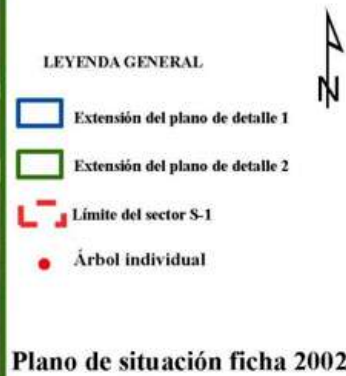 N
LEYENDA GENERAL
Extensión del plano de detalle 1
Extensión del plano de detalle 2
Límite del sector S-1
Árbol individual
Plano de situación ficha 2002